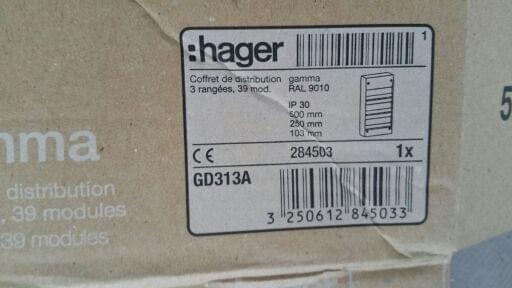 :hager
1
Coffret de distribution gamma
3 rangées, 39 mod. RAL 9010
IP 30
500 mm
250 mm
103 mm
CE 284503 1x
GD313A
3 250612 845033
mma
distribution
, 39 modules
39 modules
5